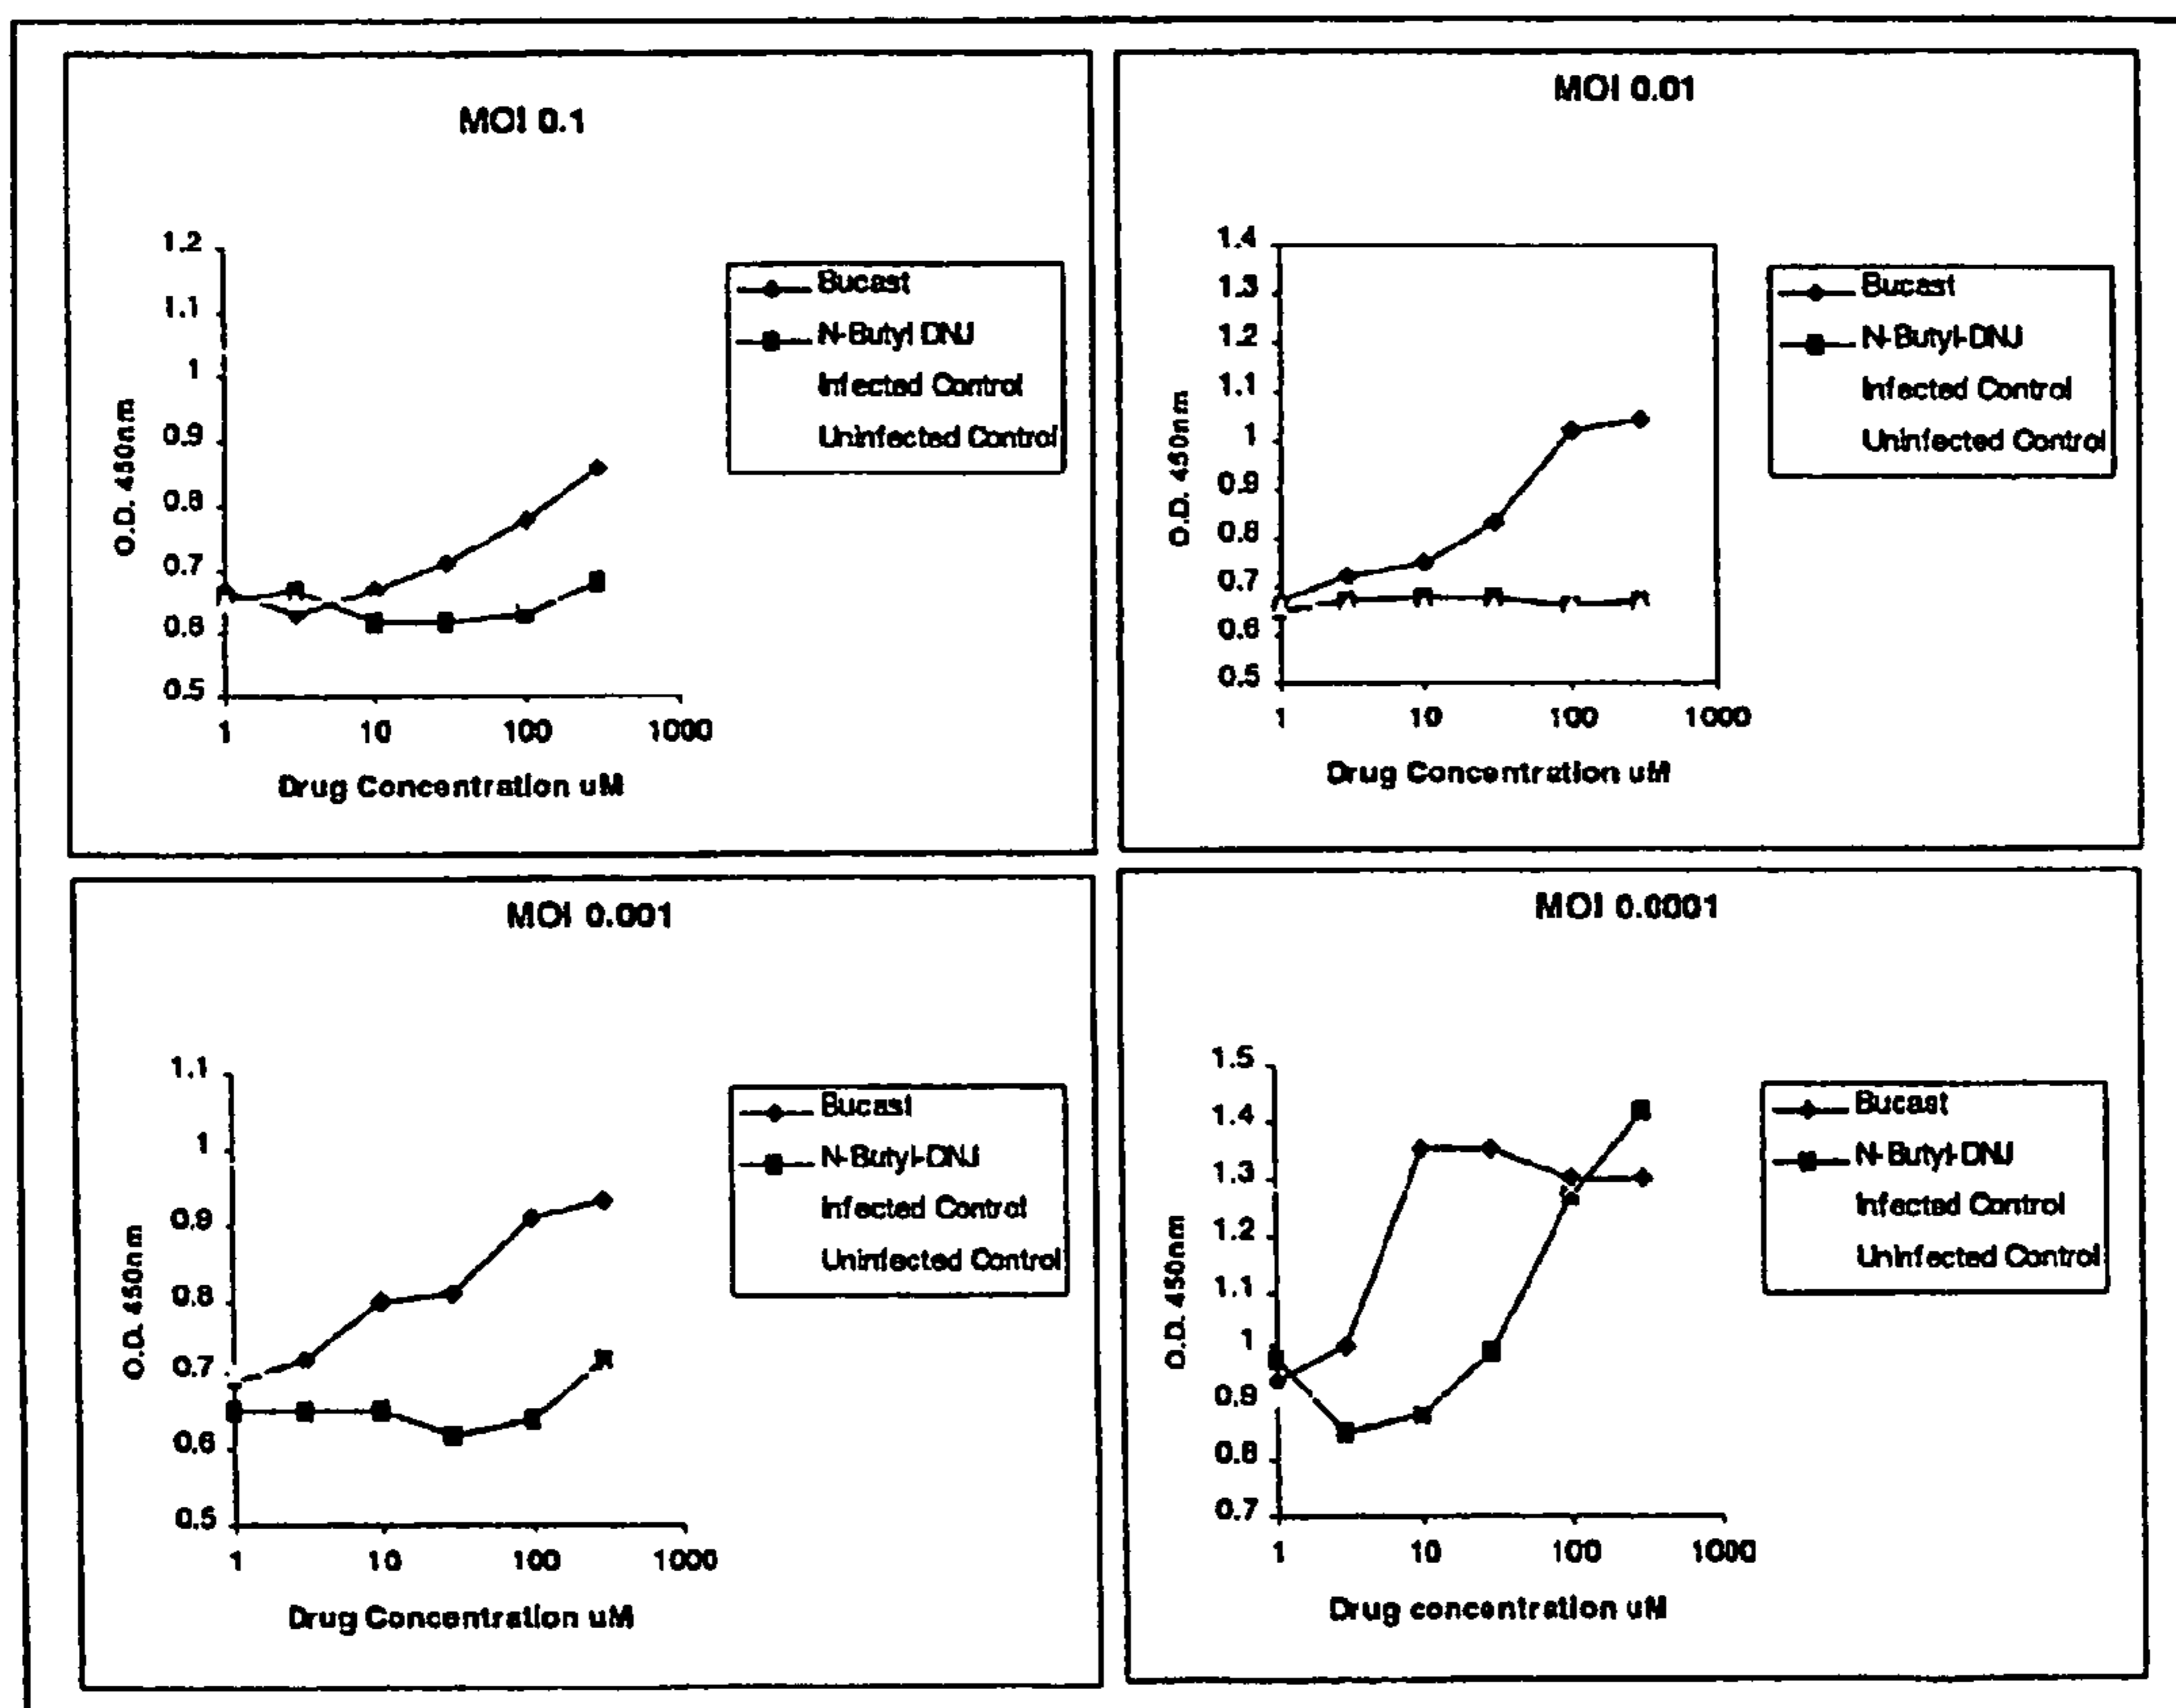 MOI 0.1
1.2
1.1
1
0.9
0.8
0.7
0.6
0.5
O.D. 450nm
1 10 100 1000
Drug Concentration uM
Bucast
N-Butyl DNJ
Infected Control
Uninfected Control
MOI 0.01
1.4
1.3
1.2
1.1
1
0.9
0.8
0.7
0.6
0.5
O.D. 450nm
1 10 100 1000
Drug Concentration uM
Bucast
N-Butyl-DNJ
Infected Control
Uninfected Control
MOI 0.001
1.1
1
0.9
0.8
0.7
0.6
0.5
O.D. 450nm
1 10 100 1000
Drug Concentration uM
Bucast
N-Butyl-DNJ
Infected Control
Uninfected Control
MOI 0.0001
1.5
1.4
1.3
1.2
1.1
1
0.9
0.8
0.7
O.D. 450nm
1 10 100 1000
Drug concentration uM
Bucast
N-Butyl-DNJ
Infected Control
Uninfected Control